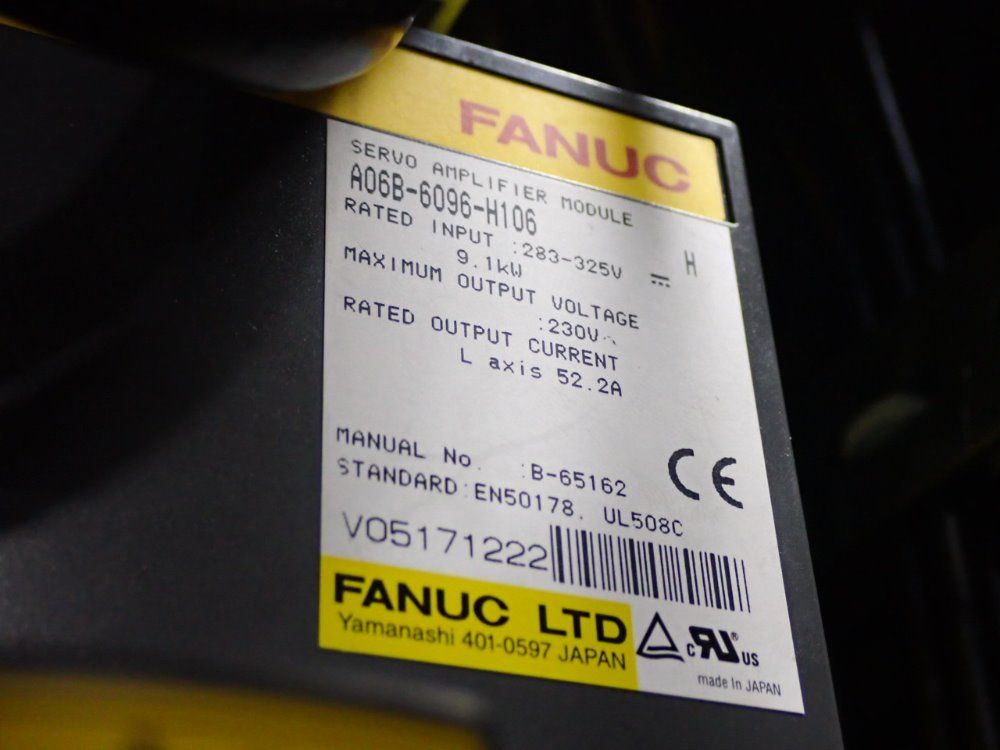 FANUC
SERVO AMPLIFIER MODULE
A06B-6096-H106 H
RATED INPUT :283-325V ⎓
9.1kW
MAXIMUM OUTPUT VOLTAGE
:230V~
RATED OUTPUT CURRENT
L axis 52.2A
MANUAL No. :B-65162
STANDARD:EN50178, UL508C
CE
V05171222
FANUC LTD
Yamanashi 401-0597 JAPAN
c RU ® US
made In JAPAN